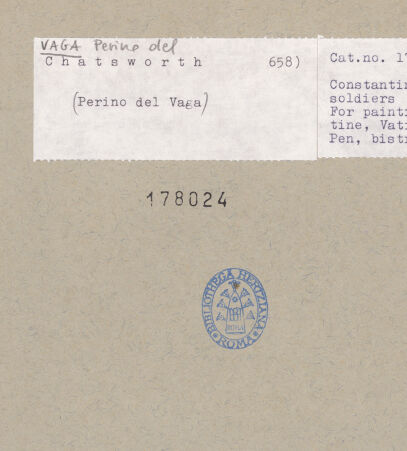 VAGA Perino del
Chatsworth 658)
(Perino del Vaga)
Cat.no. 1
Constantin
soldiers
For paint
tine, Vat
Pen, bist
178024
BIBLIOTHECA HERTZIANA
ROMA
ROMA